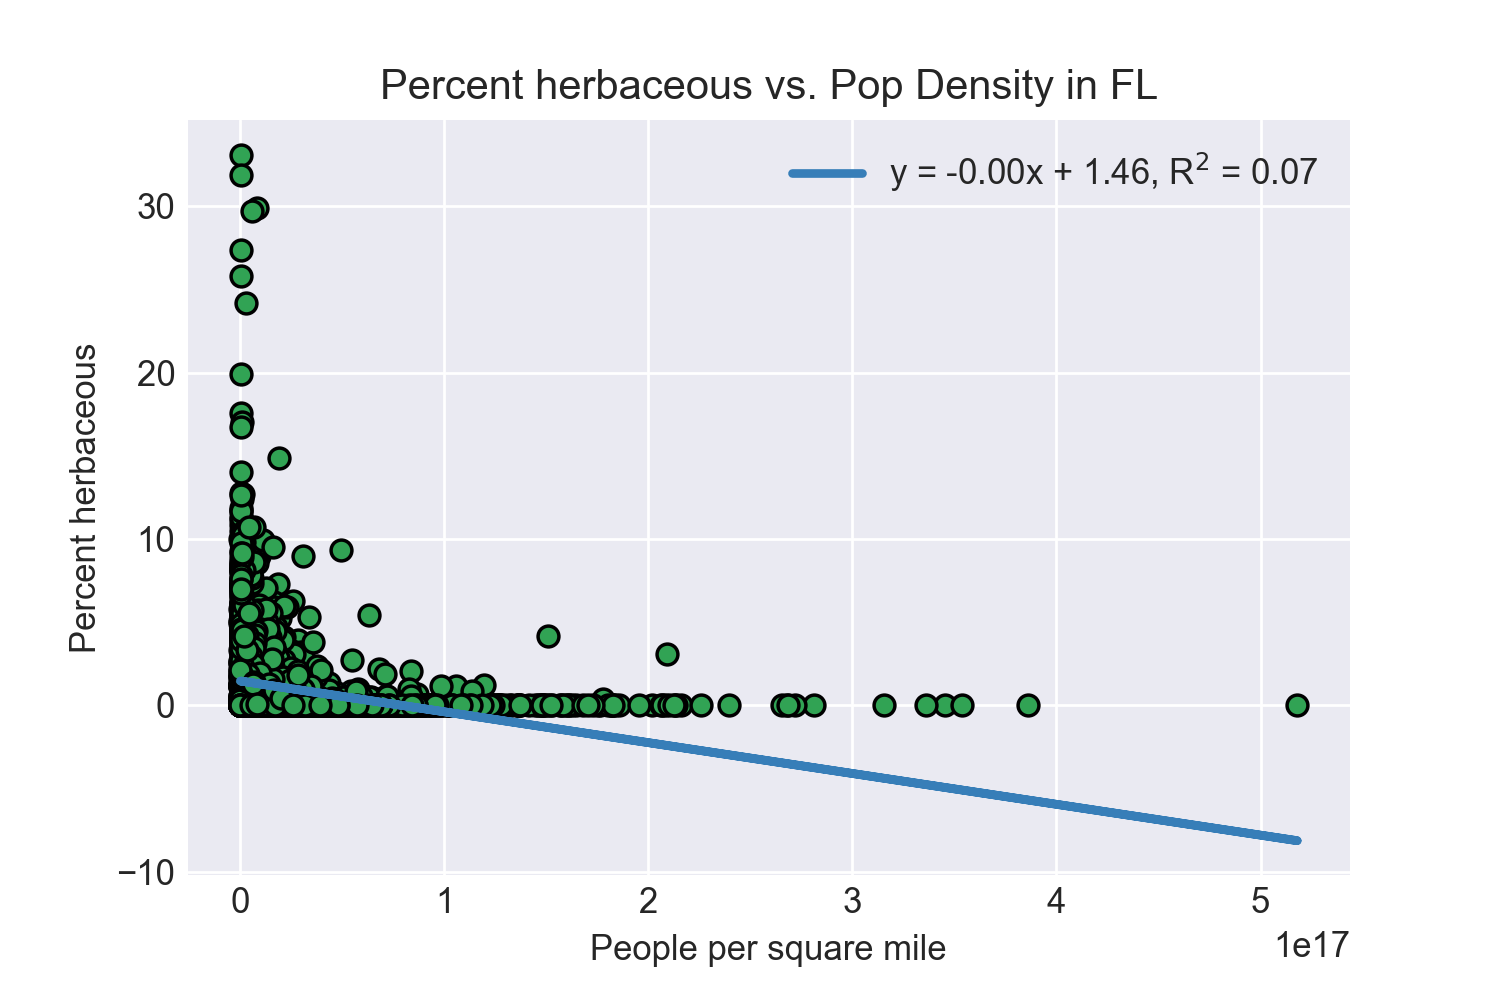 Percent herbaceous vs. Pop Density in FL
y = -0.00x + 1.46, R² = 0.07
Percent herbaceous
30
20
10
0
−10
0 1 2 3 4 5
1e17
People per square mile